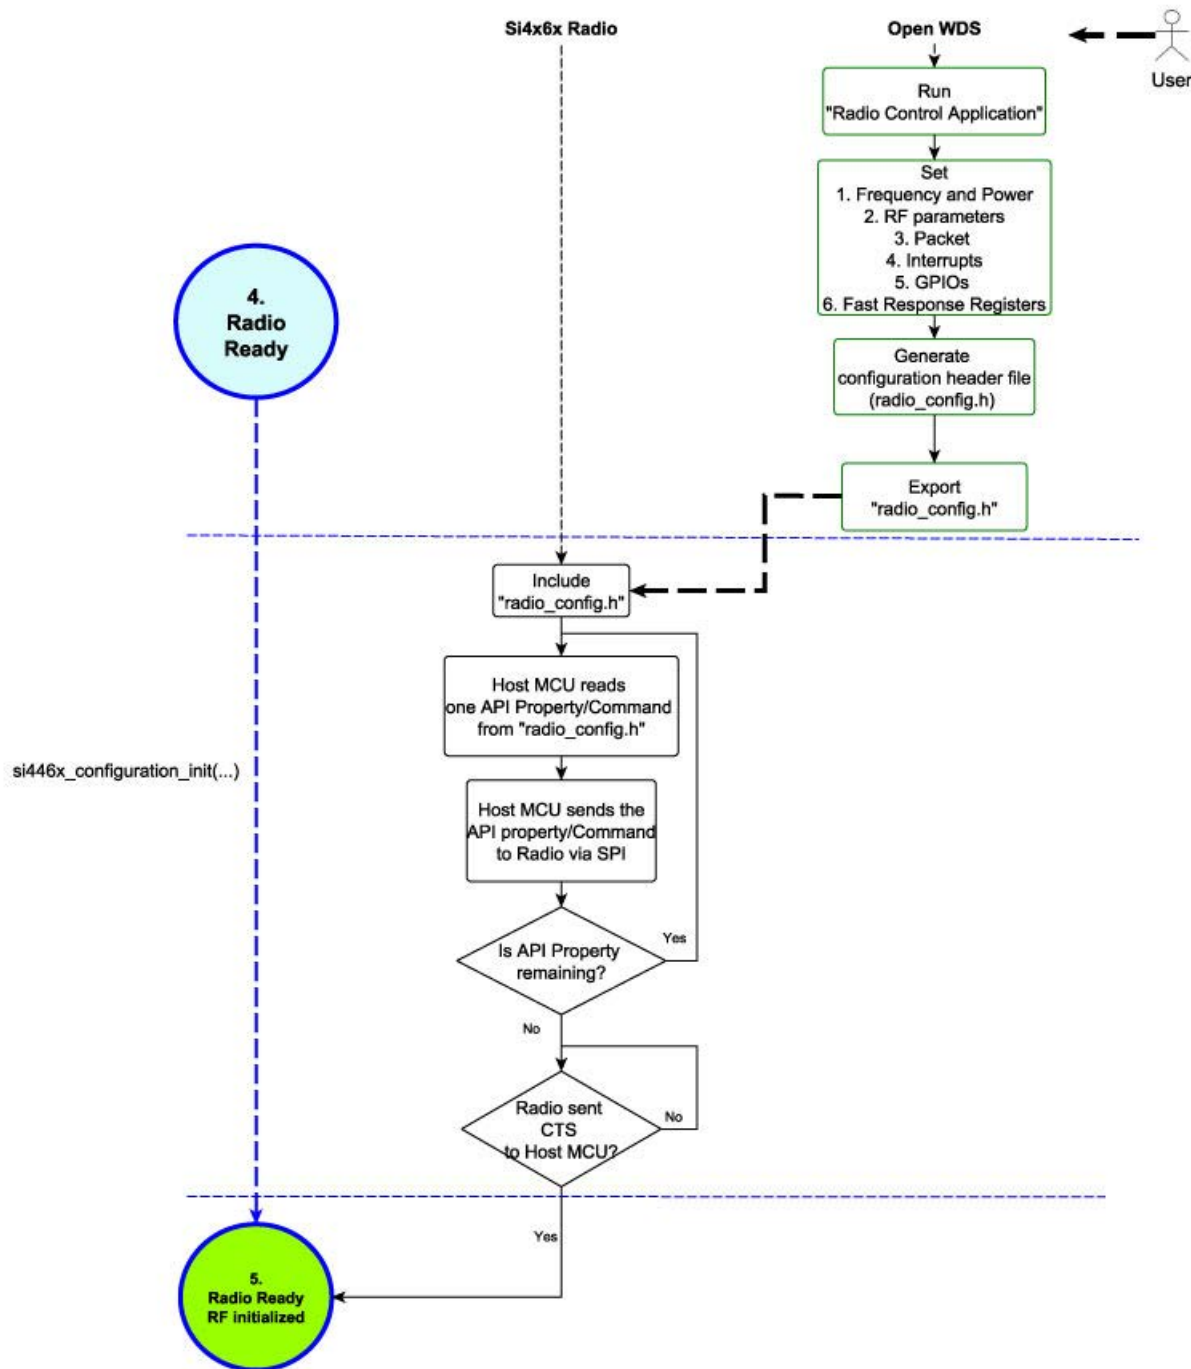 Si4x6x Radio
Open WDS
User
Run
"Radio Control Application"
Set
1. Frequency and Power
2. RF parameters
3. Packet
4. Interrupts
5. GPIOs
6. Fast Response Registers
4.
Radio
Ready
Generate
configuration header file
(radio_config.h)
Export
"radio_config.h"
Include
"radio_config.h"
Host MCU reads
one API Property/Command
from "radio_config.h"
si446x_configuration_init(...)
Host MCU sends the
API property/Command
to Radio via SPI
Is API Property
remaining?
Yes
No
Radio sent
CTS
to Host MCU?
No
Yes
5.
Radio Ready
RF initialized